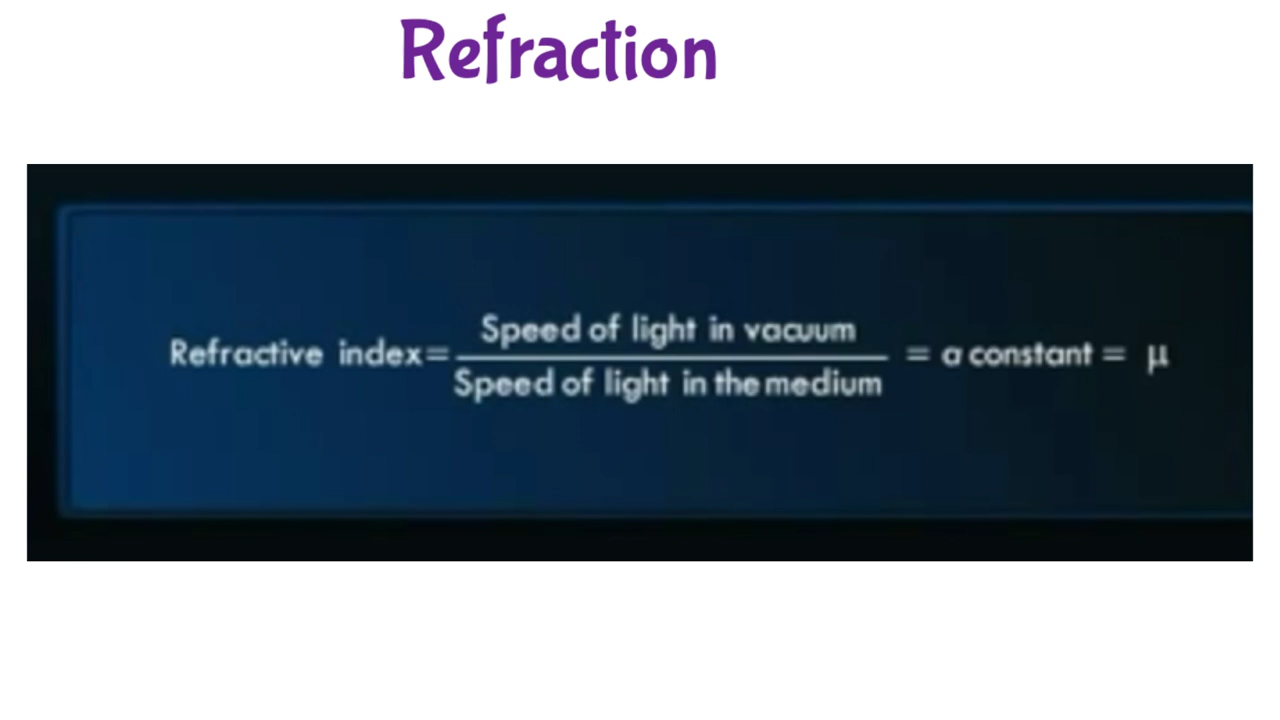 Refraction
Refractive index= Speed of light in vacuum / Speed of light in the medium = a constant = μ